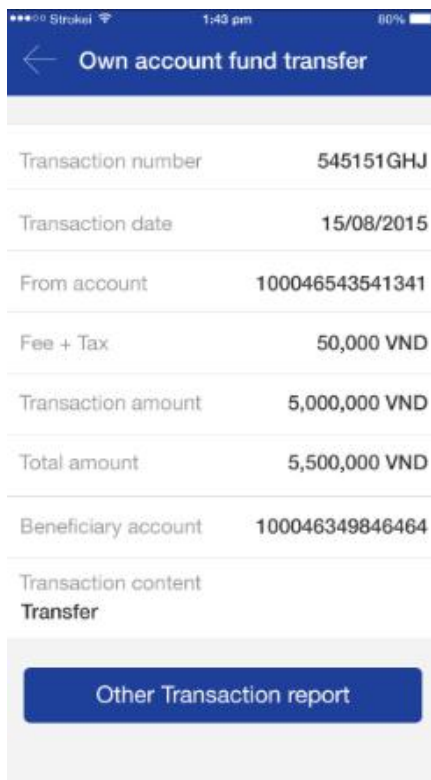 Strokei 1:43 pm 80%
Own account fund transfer
Transaction number 545151GHJ
Transaction date 15/08/2015
From account 100046543541341
Fee + Tax 50,000 VND
Transaction amount 5,000,000 VND
Total amount 5,500,000 VND
Beneficiary account 100046349846464
Transaction content
Transfer
Other Transaction report